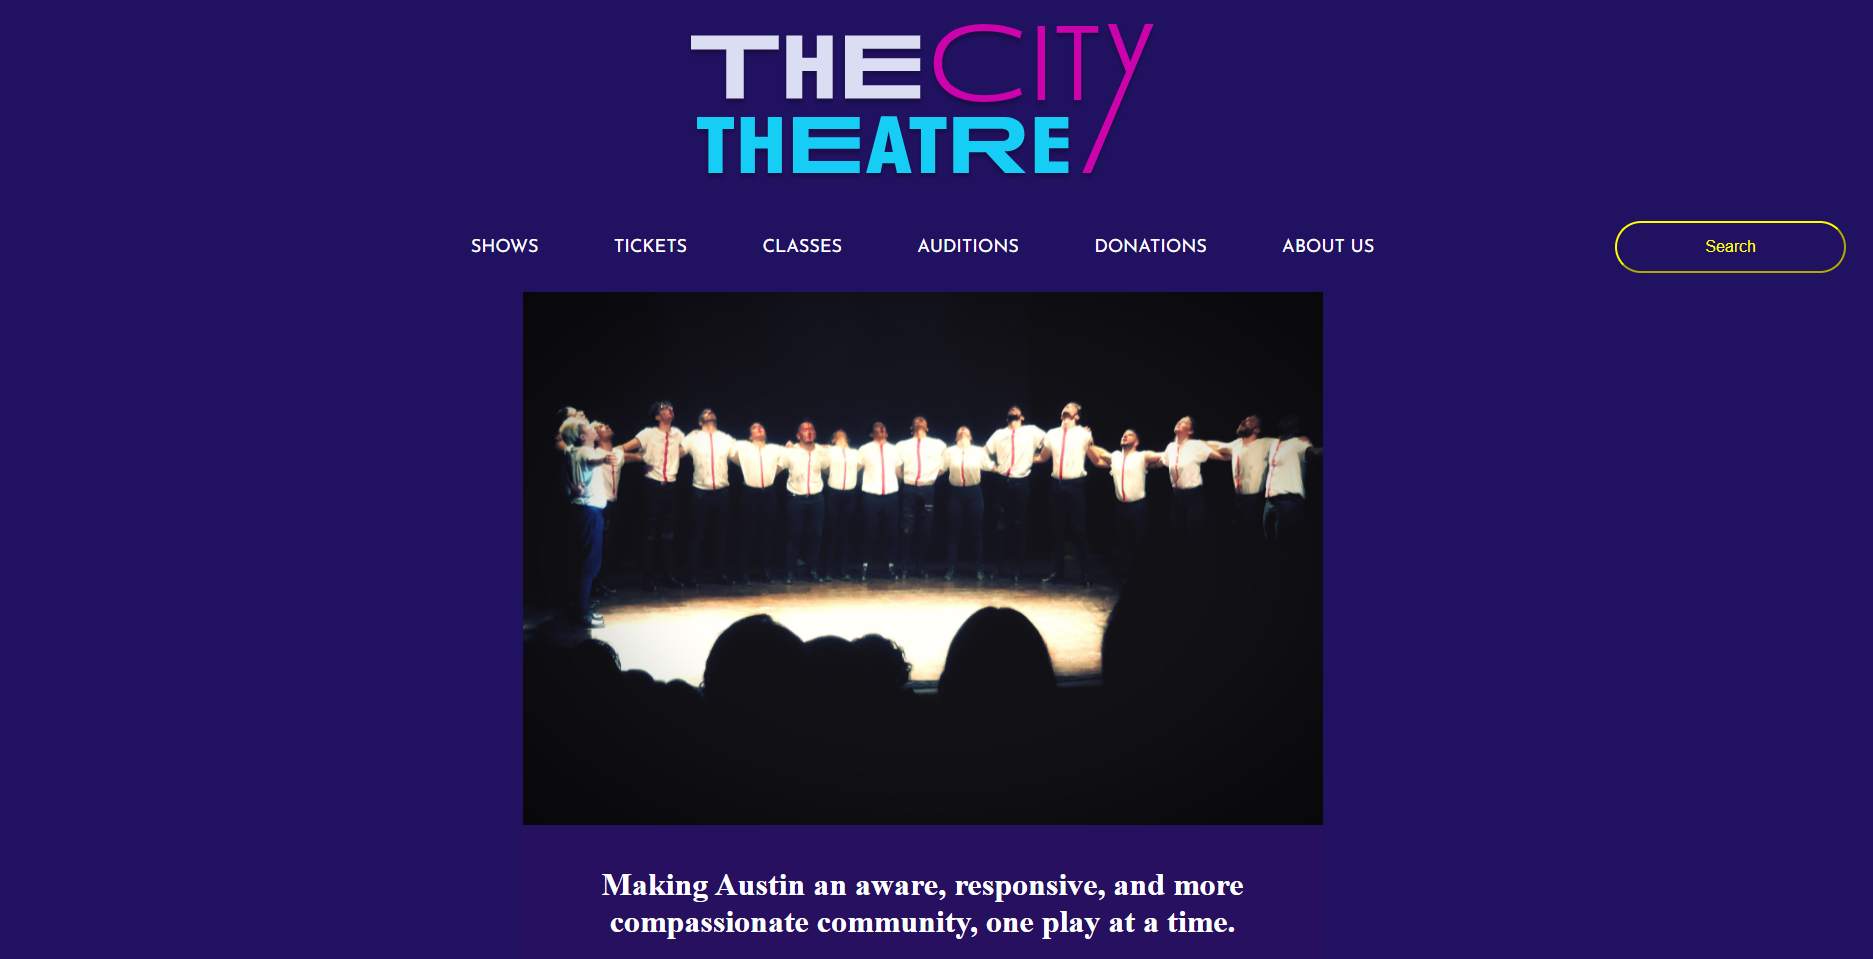 THE CITY
THEATRE
SHOWS TICKETS CLASSES AUDITIONS DONATIONS ABOUT US Search
Making Austin an aware, responsive, and more
compassionate community, one play at a time.